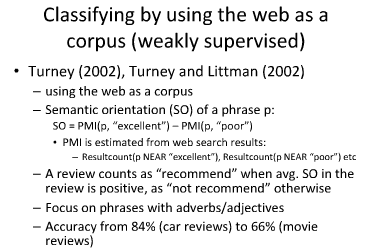 Classifying by using the web as a
corpus (weakly supervised)
• Turney (2002), Turney and Littman (2002)
– using the web as a corpus
– Semantic orientation (SO) of a phrase p:
SO = PMI(p, “excellent”) – PMI(p, “poor”)
• PMI is estimated from web search results:
– Resultcount(p NEAR “excellent”), Resultcount(p NEAR “poor”) etc
– A review counts as “recommend” when avg. SO in the
review is positive, as “not recommend” otherwise
– Focus on phrases with adverbs/adjectives
– Accuracy from 84% (car reviews) to 66% (movie
reviews)